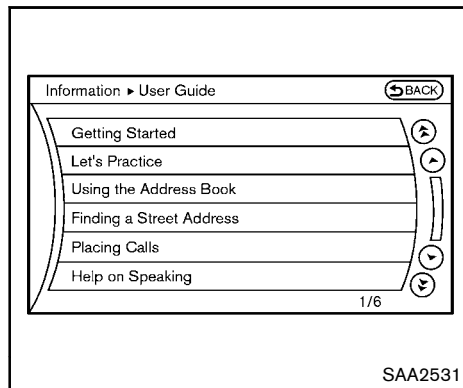 Information ▸ User Guide
BACK
Getting Started
Let's Practice
Using the Address Book
Finding a Street Address
Placing Calls
Help on Speaking
1/6
SAA2531